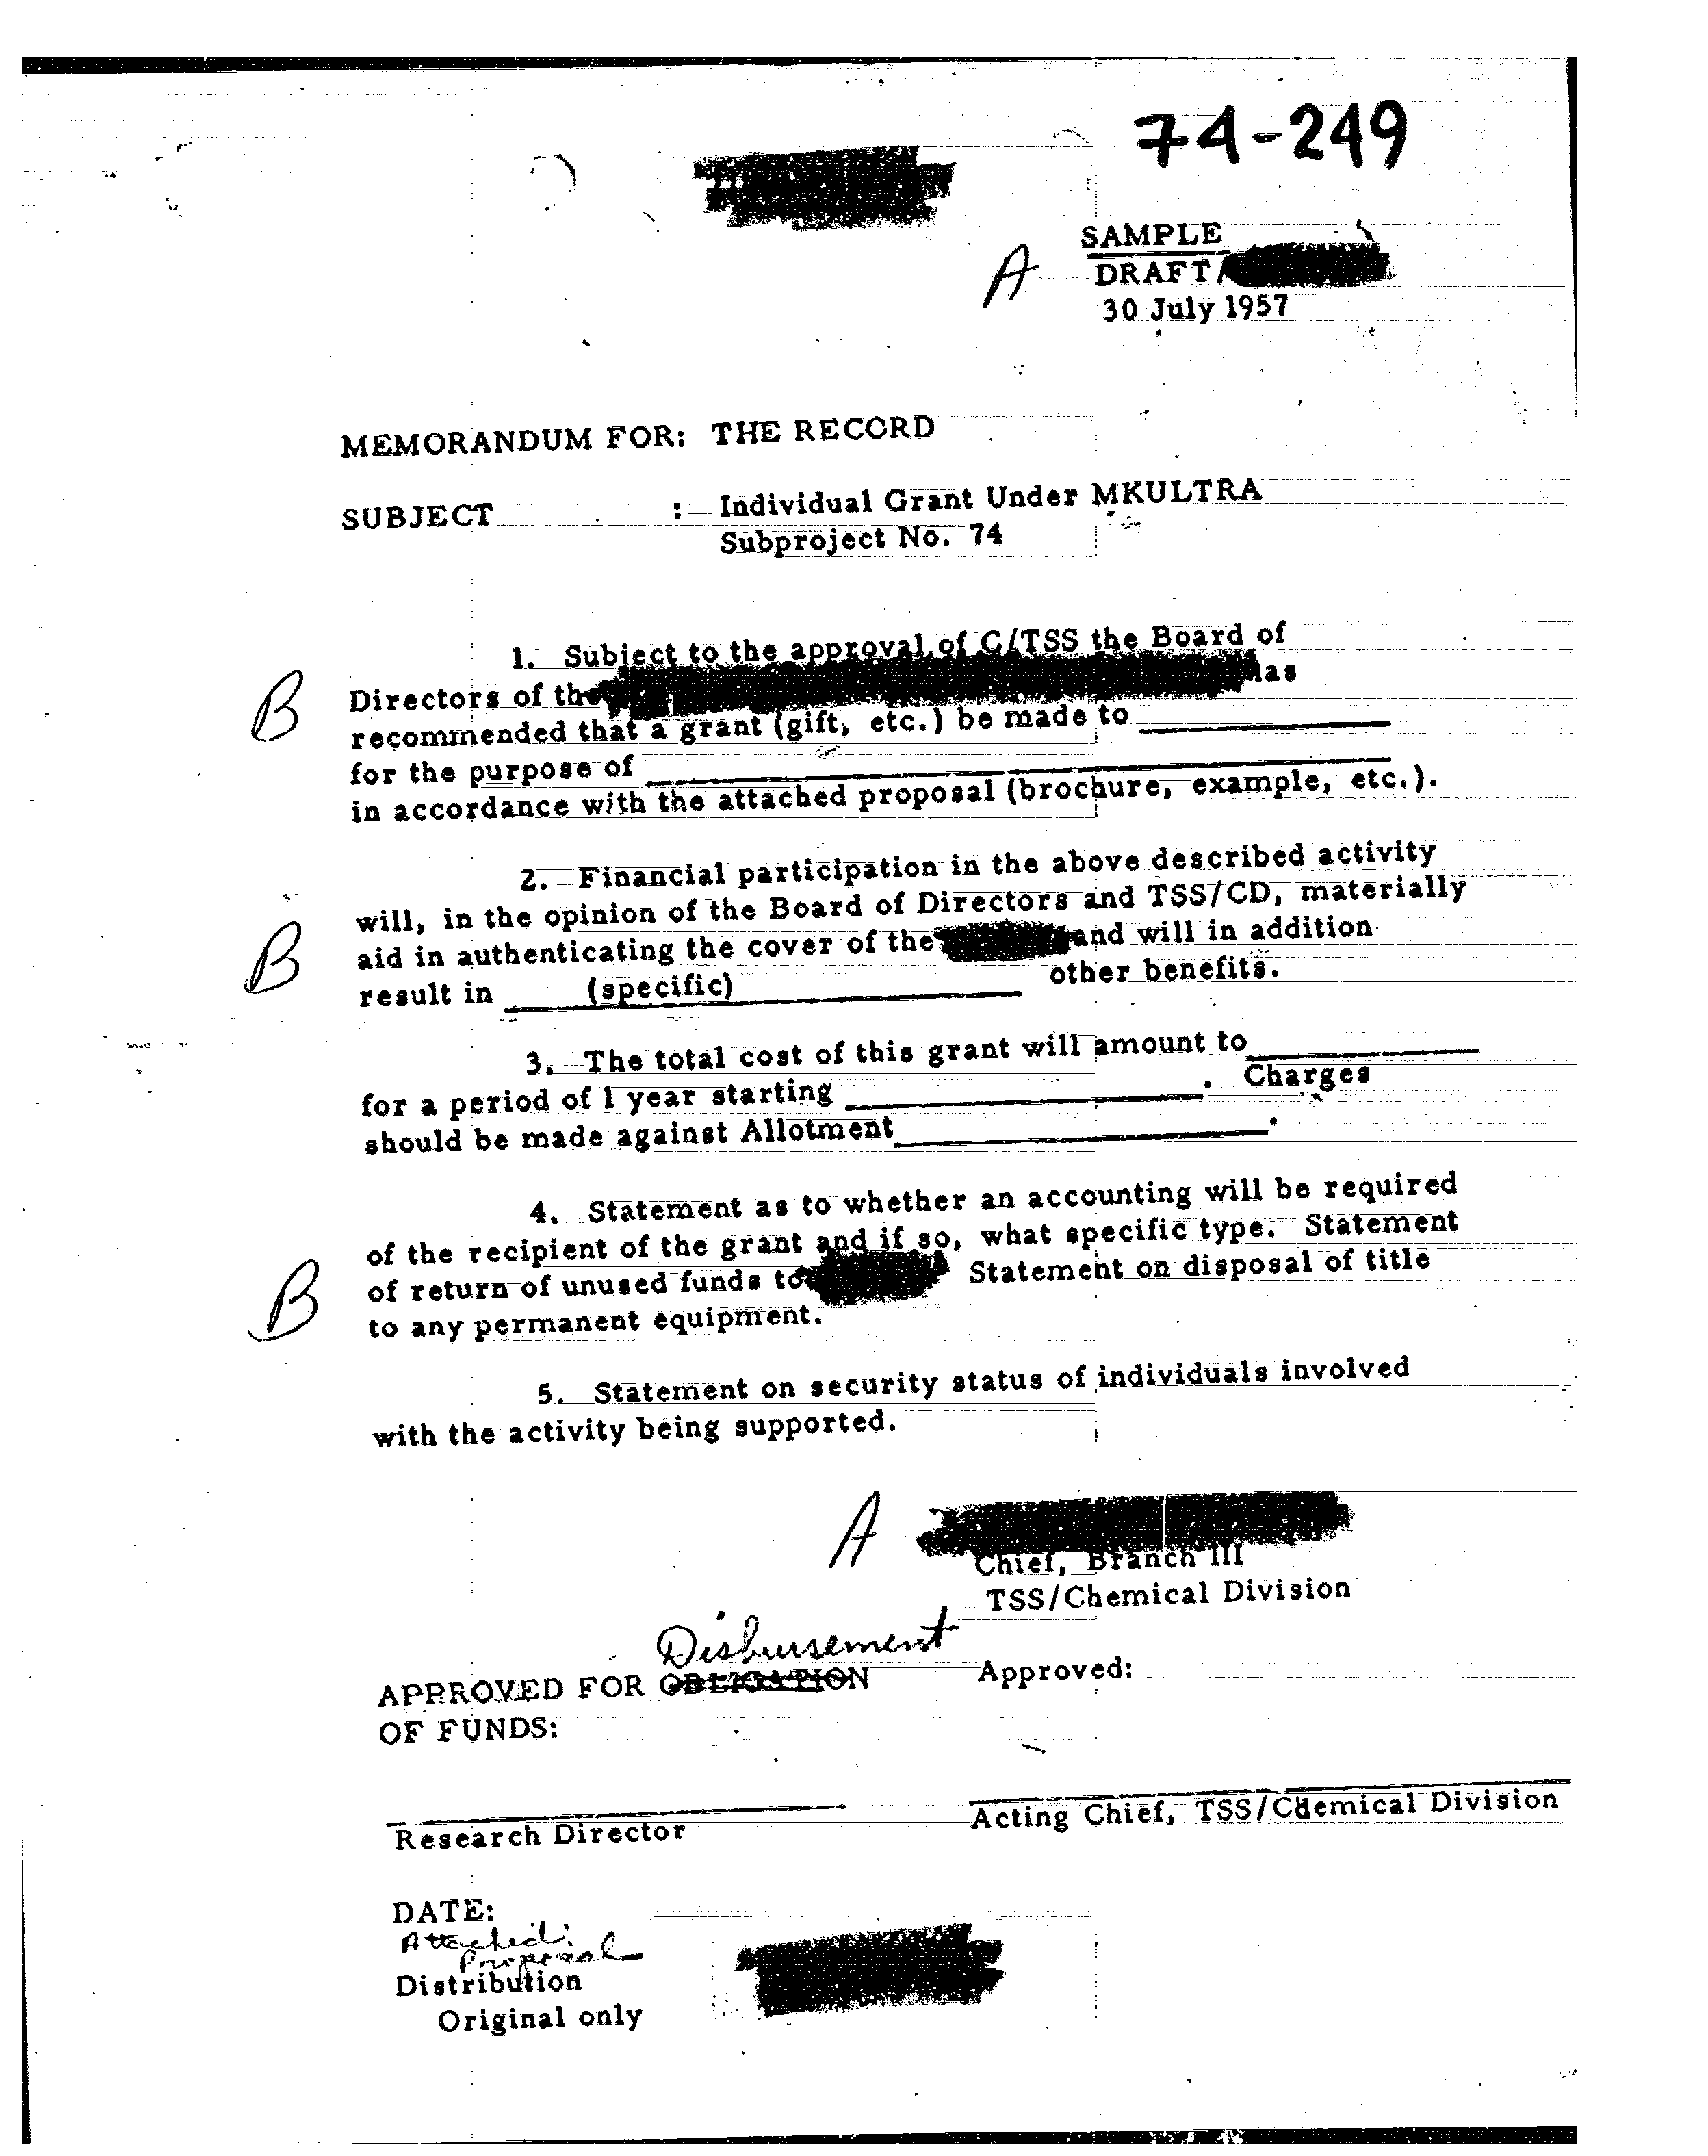 74-249
SAMPLE
A DRAFT/
30 July 1957
MEMORANDUM FOR: THE RECORD
SUBJECT : Individual Grant Under MKULTRA
Subproject No. 74
1. Subject to the approval of C/TSS the Board of
B Directors of the has
recommended that a grant (gift, etc.) be made to
for the purpose of
in accordance with the attached proposal (brochure, example, etc.).
2. Financial participation in the above described activity
will, in the opinion of the Board of Directors and TSS/CD, materially
B aid in authenticating the cover of the and will in addition
result in (specific) other benefits.
3. The total cost of this grant will amount to
for a period of 1 year starting . Charges
should be made against Allotment .
4. Statement as to whether an accounting will be required
of the recipient of the grant and if so, what specific type. Statement
B of return of unused funds to Statement on disposal of title
to any permanent equipment.
5. Statement on security status of individuals involved
with the activity being supported.
A
Chief, Branch III
TSS/Chemical Division
Disbursement
APPROVED FOR OBLIGATION Approved:
OF FUNDS:
Research Director Acting Chief, TSS/Chemical Division
DATE:
Attached:
Proposal
Distribution
Original only